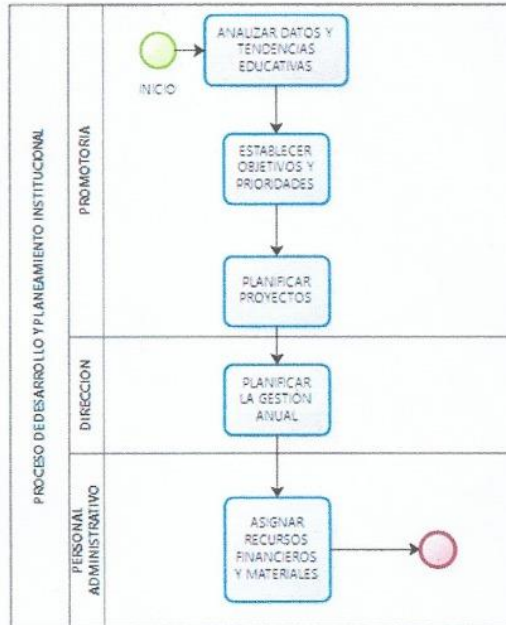 PROCESO DE DESARROLLO Y PLANEAMIENTO INSTITUCIONAL
PROMOTORIA
INICIO
ANALIZAR DATOS Y
TENDENCIAS
EDUCATIVAS
ESTABLECER
OBJETIVOS Y
PRIORIDADES
PLANIFICAR
PROYECTOS
DIRECCION
PLANIFICAR
LA GESTIÓN
ANUAL
PERSONAL
ADMINISTRATIVO
ASIGNAR
RECURSOS
FINANCIEROS
Y MATERIALES